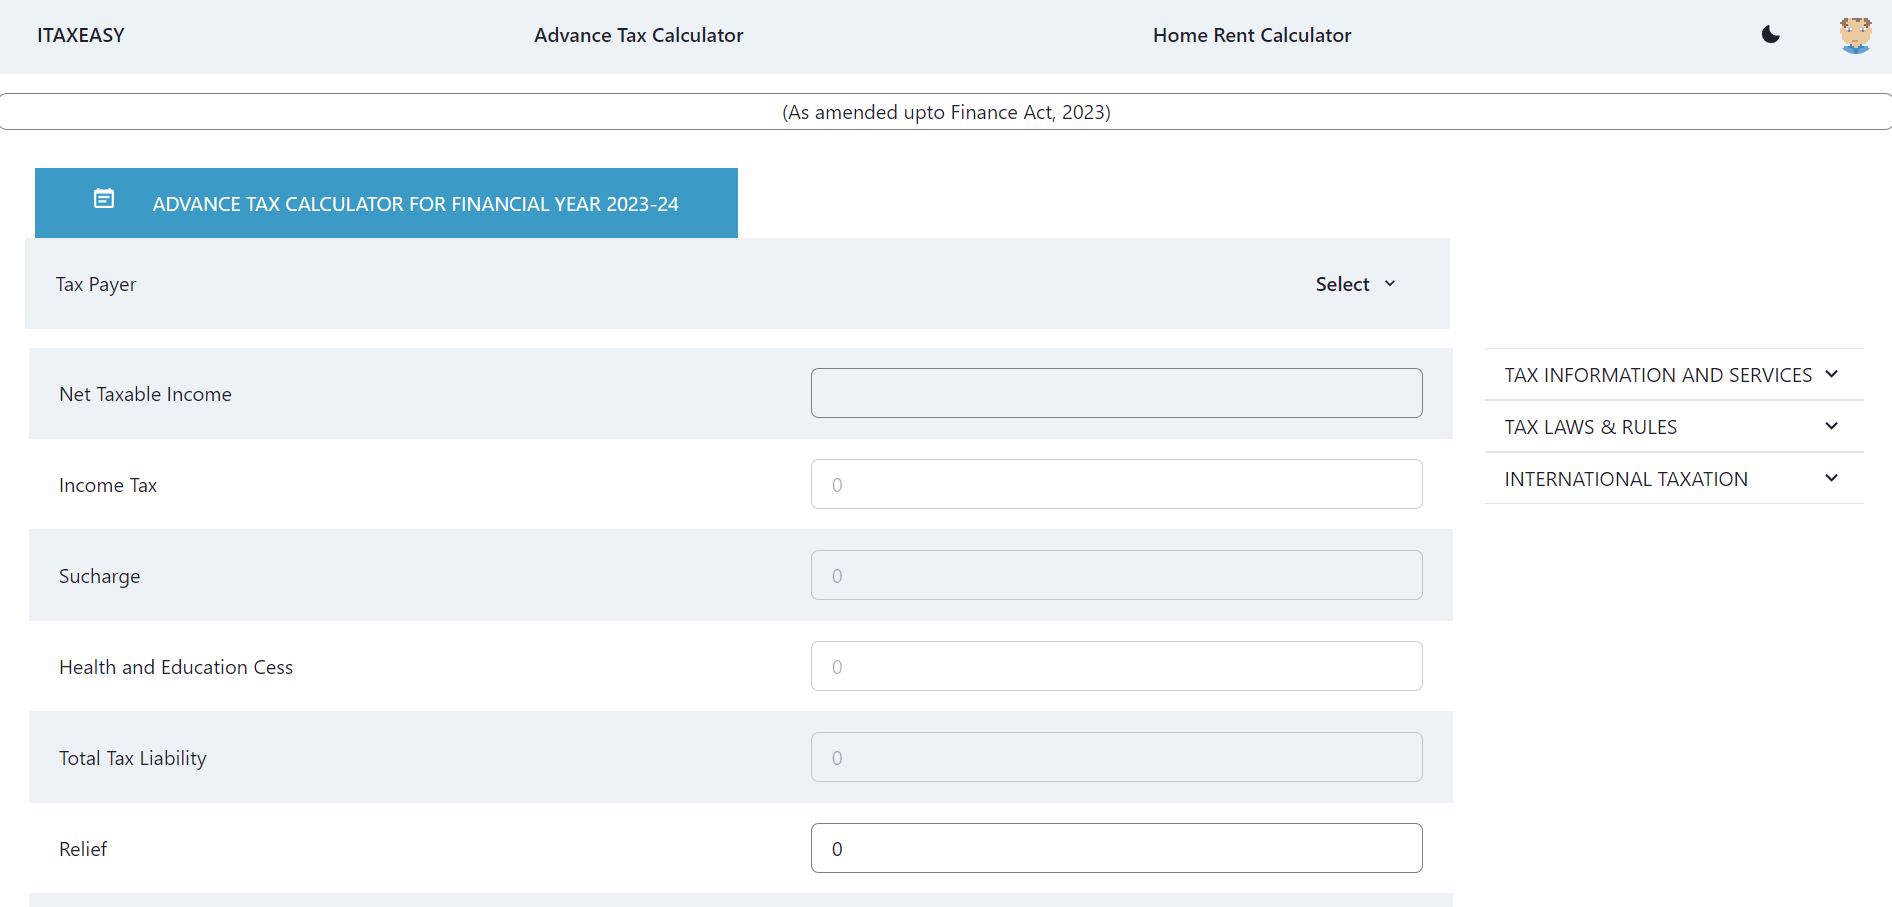 ITAXEASY
Advance Tax Calculator
Home Rent Calculator
(As amended upto Finance Act, 2023)
ADVANCE TAX CALCULATOR FOR FINANCIAL YEAR 2023-24
Tax Payer
Select
Net Taxable Income
Income Tax
0
Sucharge
0
Health and Education Cess
0
Total Tax Liability
0
Relief
0
TAX INFORMATION AND SERVICES
TAX LAWS & RULES
INTERNATIONAL TAXATION